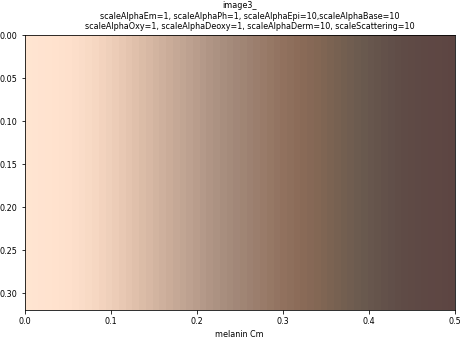 image3_
scaleAlphaEm=1, scaleAlphaPh=1, scaleAlphaEpi=10,scaleAlphaBase=10
scaleAlphaOxy=1, scaleAlphaDeoxy=1, scaleAlphaDerm=10, scaleScattering=10
0.00
0.05
0.10
0.15
0.20
0.25
0.30
0.0 0.1 0.2 0.3 0.4 0.5
melanin Cm